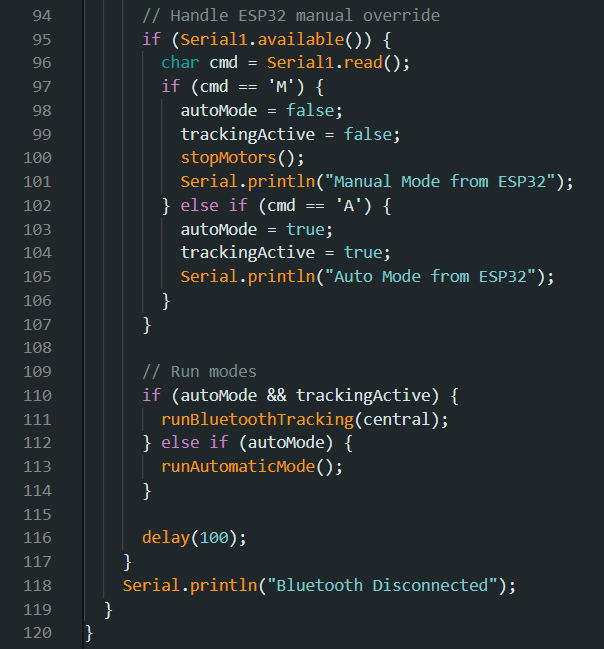 94 // Handle ESP32 manual override
95 if (Serial1.available()) {
96 char cmd = Serial1.read();
97 if (cmd == 'M') {
98 autoMode = false;
99 trackingActive = false;
100 stopMotors();
101 Serial.println("Manual Mode from ESP32");
102 } else if (cmd == 'A') {
103 autoMode = true;
104 trackingActive = true;
105 Serial.println("Auto Mode from ESP32");
106 }
107 }
108
109 // Run modes
110 if (autoMode && trackingActive) {
111 runBluetoothTracking(central);
112 } else if (autoMode) {
113 runAutomaticMode();
114 }
115
116 delay(100);
117 }
118 Serial.println("Bluetooth Disconnected");
119 }
120 }